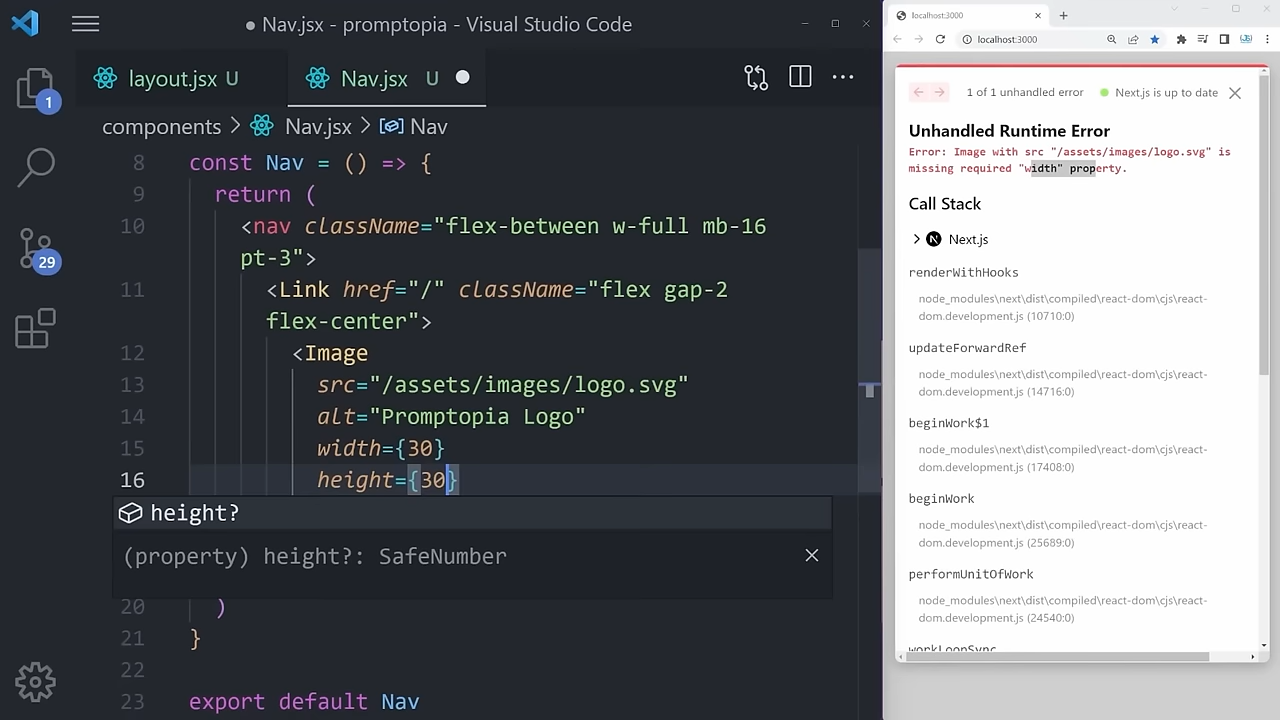 Nav.jsx - promptopia - Visual Studio Code
layout.jsx U
Nav.jsx U
components > Nav.jsx > Nav
1
29
8 const Nav = () => {
9 return (
10 <nav className="flex-between w-full mb-16
pt-3">
11 <Link href="/" className="flex gap-2
flex-center">
12 <Image
13 src="/assets/images/logo.svg"
14 alt="Promptopia Logo"
15 width={30}
16 height={30}
height?
(property) height?: SafeNumber
20 )
21 }
22
23 export default Nav
localhost:3000
localhost:3000
1 of 1 unhandled error
Next.js is up to date
Unhandled Runtime Error
Error: Image with src "/assets/images/logo.svg" is
missing required "width" property.
Call Stack
Next.js
renderWithHooks
node_modules\next\dist\compiled\react-dom\cjs\react-
dom.development.js (10710:0)
updateForwardRef
node_modules\next\dist\compiled\react-dom\cjs\react-
dom.development.js (14716:0)
beginWork$1
node_modules\next\dist\compiled\react-dom\cjs\react-
dom.development.js (17408:0)
beginWork
node_modules\next\dist\compiled\react-dom\cjs\react-
dom.development.js (25689:0)
performUnitOfWork
node_modules\next\dist\compiled\react-dom\cjs\react-
dom.development.js (24540:0)
workLoopSync